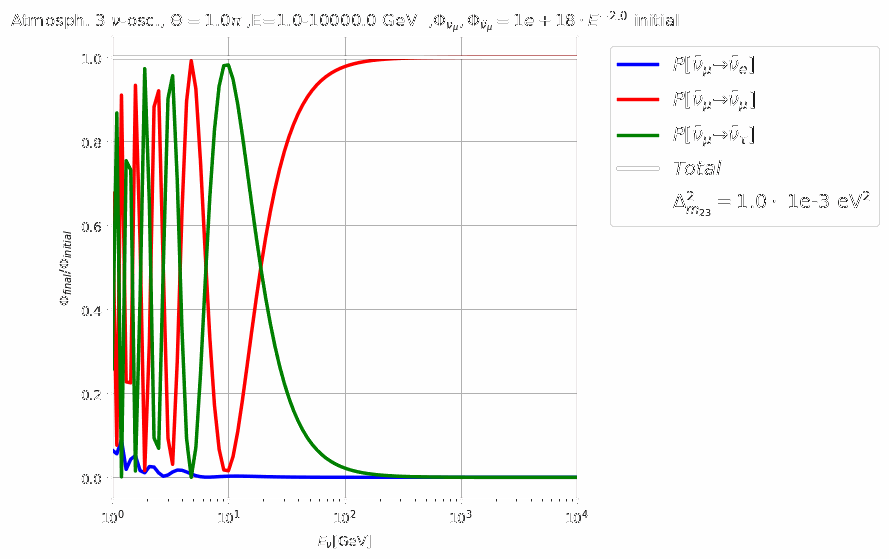 Atmosph. 3 ν-osc., Θ = 1.0π ,E=1.0-10000.0 GeV ,Φ_{ν_μ}, Φ_{ν̄_μ} = 1e + 18 · E^{-2.0} initial
P[ν̄_μ→ν̄_e]
P[ν̄_μ→ν̄_μ]
P[ν̄_μ→ν̄_τ]
Total
Δ^2_{m_{23}} = 1.0 · 1e-3 eV^2
Φ_{final}/Φ_{initial}
1.0
0.8
0.6
0.4
0.2
0.0
10^0 10^1 10^2 10^3 10^4
E_ν[GeV]